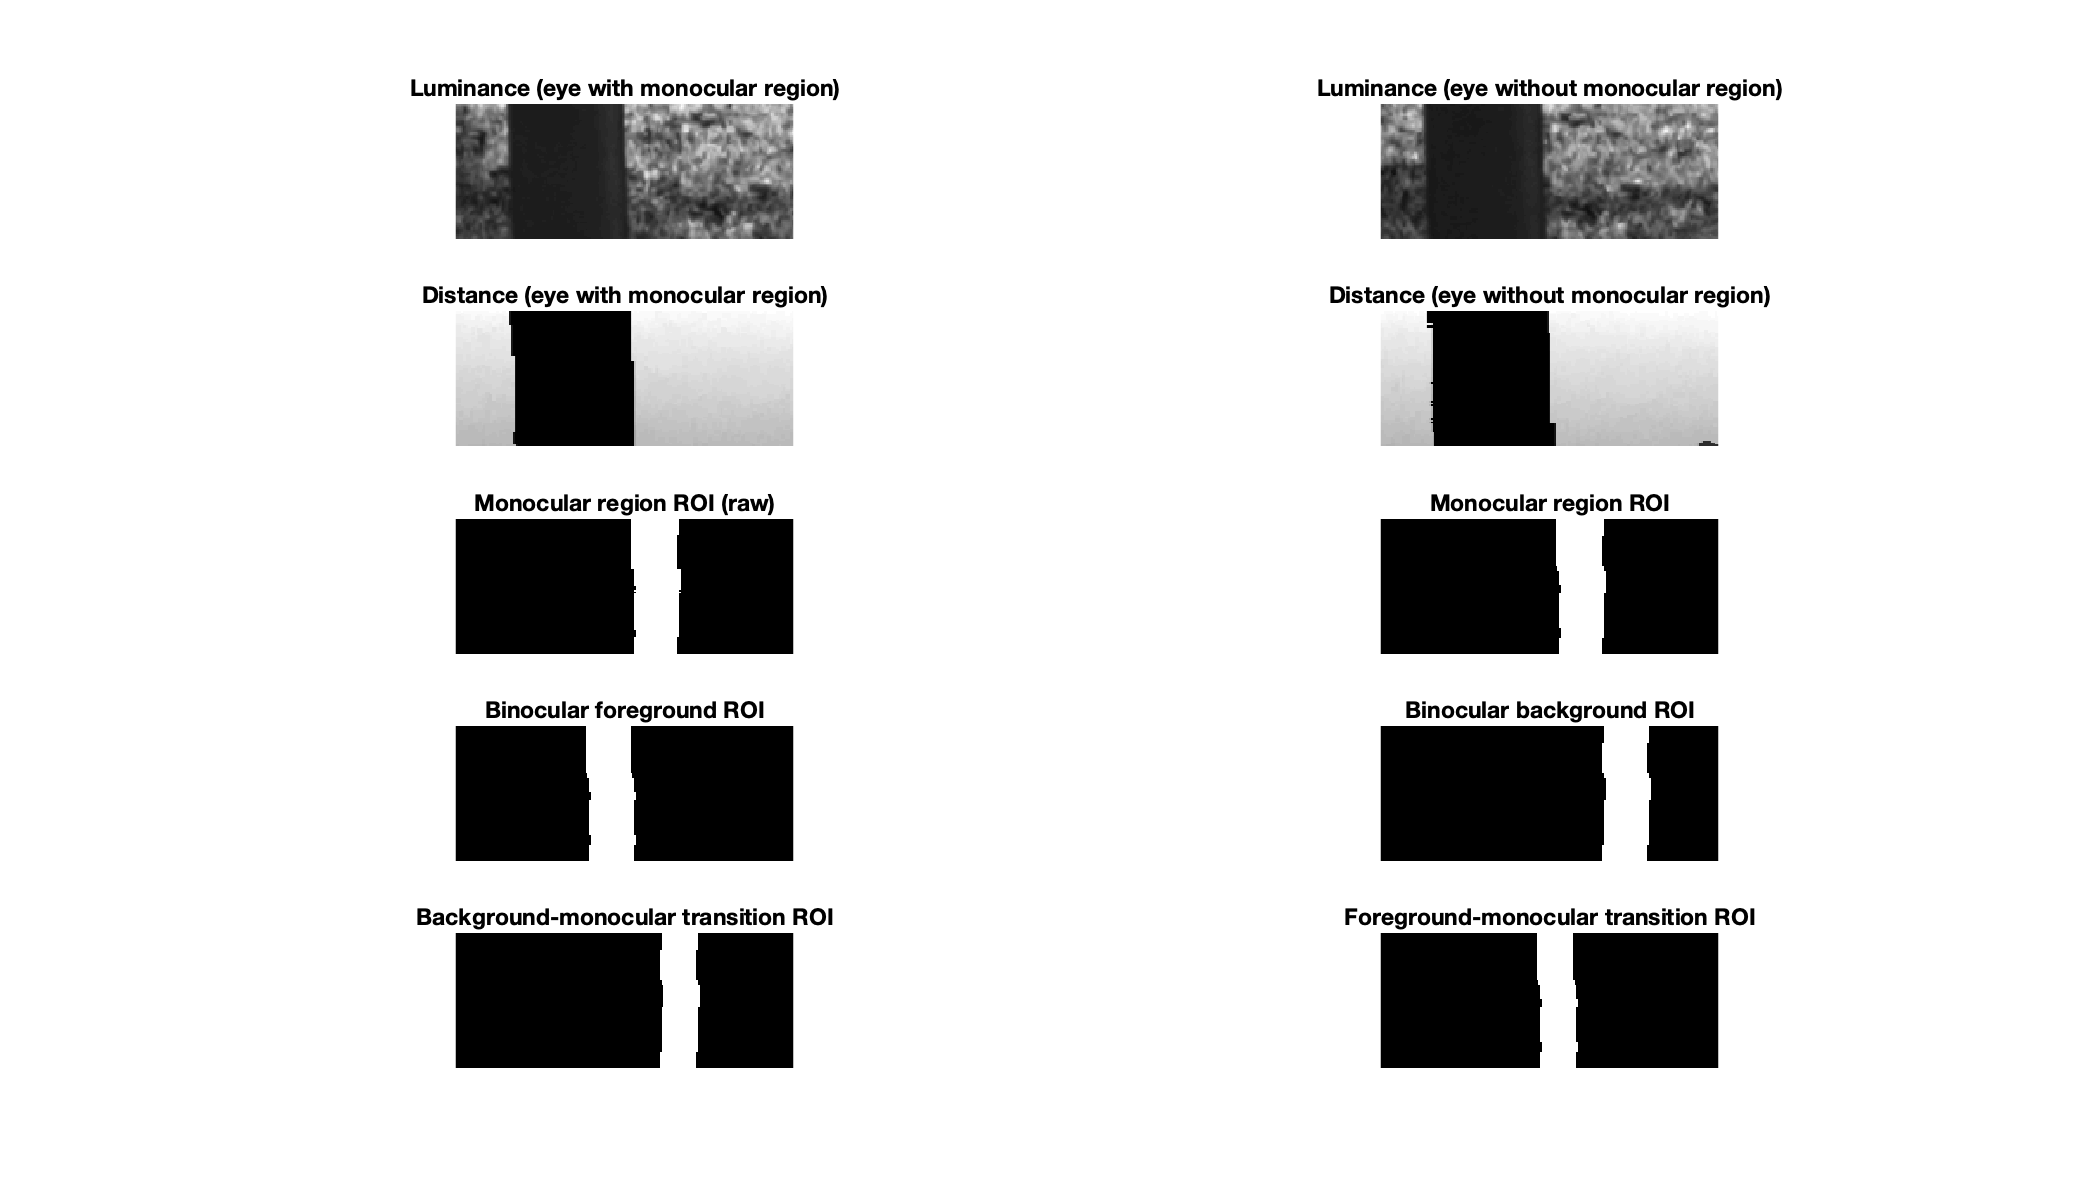 Luminance (eye with monocular region)
Luminance (eye without monocular region)
Distance (eye with monocular region)
Distance (eye without monocular region)
Monocular region ROI (raw)
Monocular region ROI
Binocular foreground ROI
Binocular background ROI
Background-monocular transition ROI
Foreground-monocular transition ROI